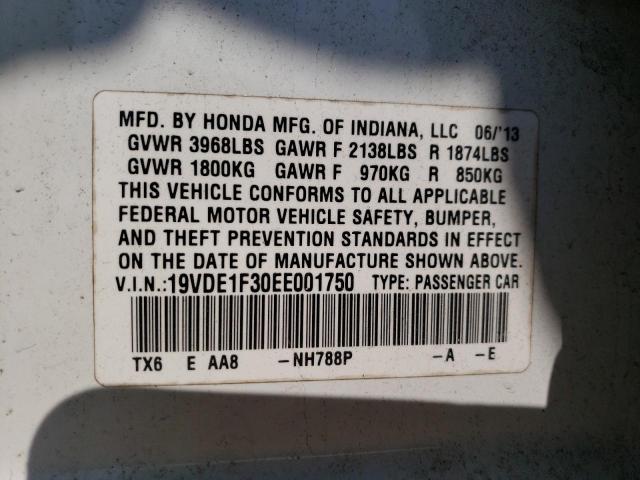 MFD. BY HONDA MFG. OF INDIANA, LLC 06/'13
GVWR 3968LBS GAWR F 2138LBS R 1874LBS
GVWR 1800KG GAWR F 970KG R 850KG
THIS VEHICLE CONFORMS TO ALL APPLICABLE
FEDERAL MOTOR VEHICLE SAFETY, BUMPER,
AND THEFT PREVENTION STANDARDS IN EFFECT
ON THE DATE OF MANUFACTURE SHOWN ABOVE.
V.I.N.:19VDE1F30EE001750 TYPE: PASSENGER CAR
TX6 E AA8 -NH788P -A -E